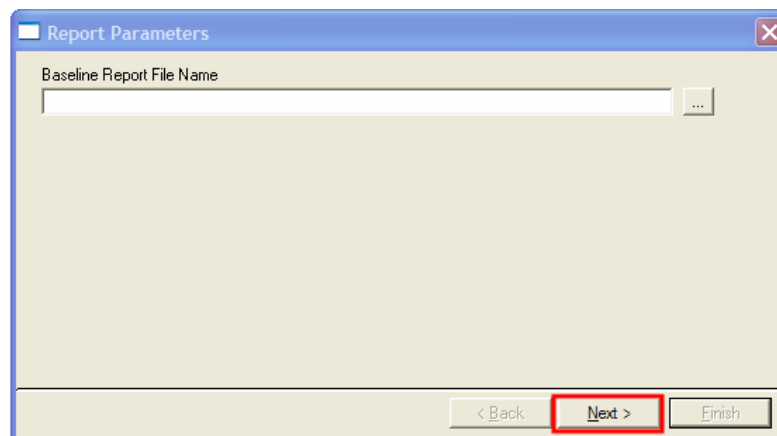 Report Parameters
Baseline Report File Name
...
< Back Next > Finish